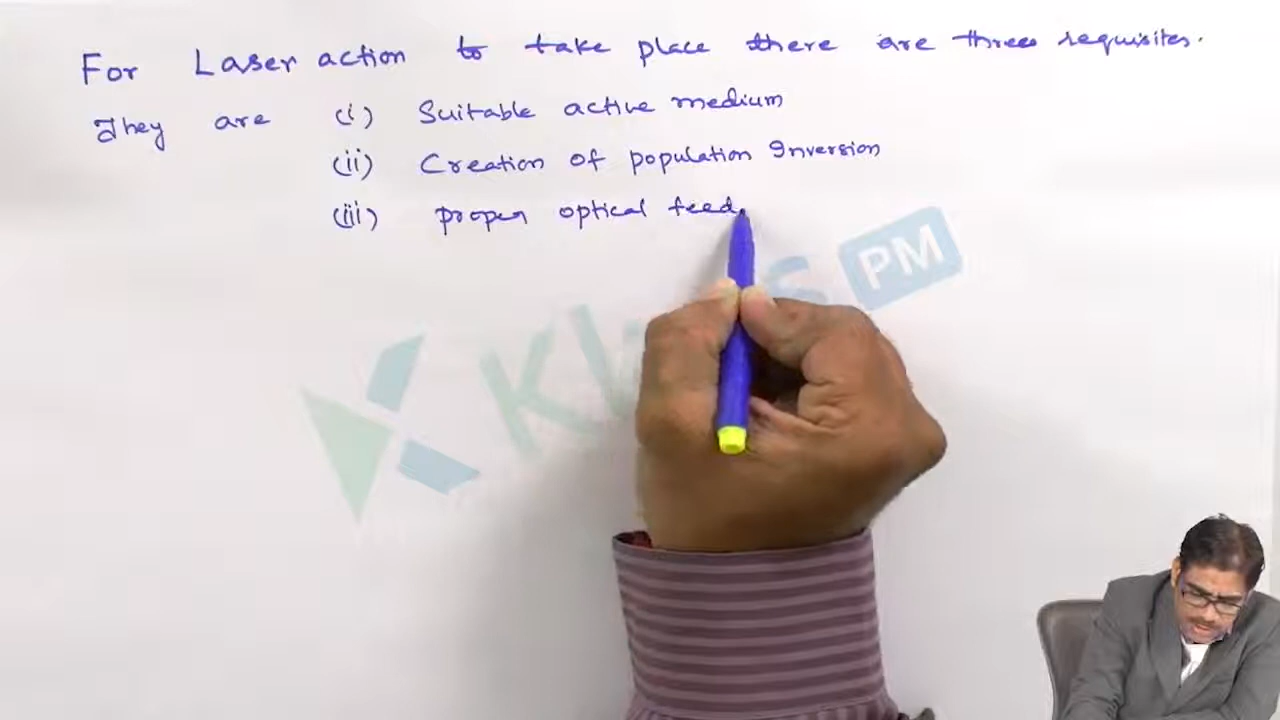 For Laser action to take place there are three requisites.
They are (i) Suitable active medium
(ii) Creation of population Inversion
(iii) proper optical feed
PM